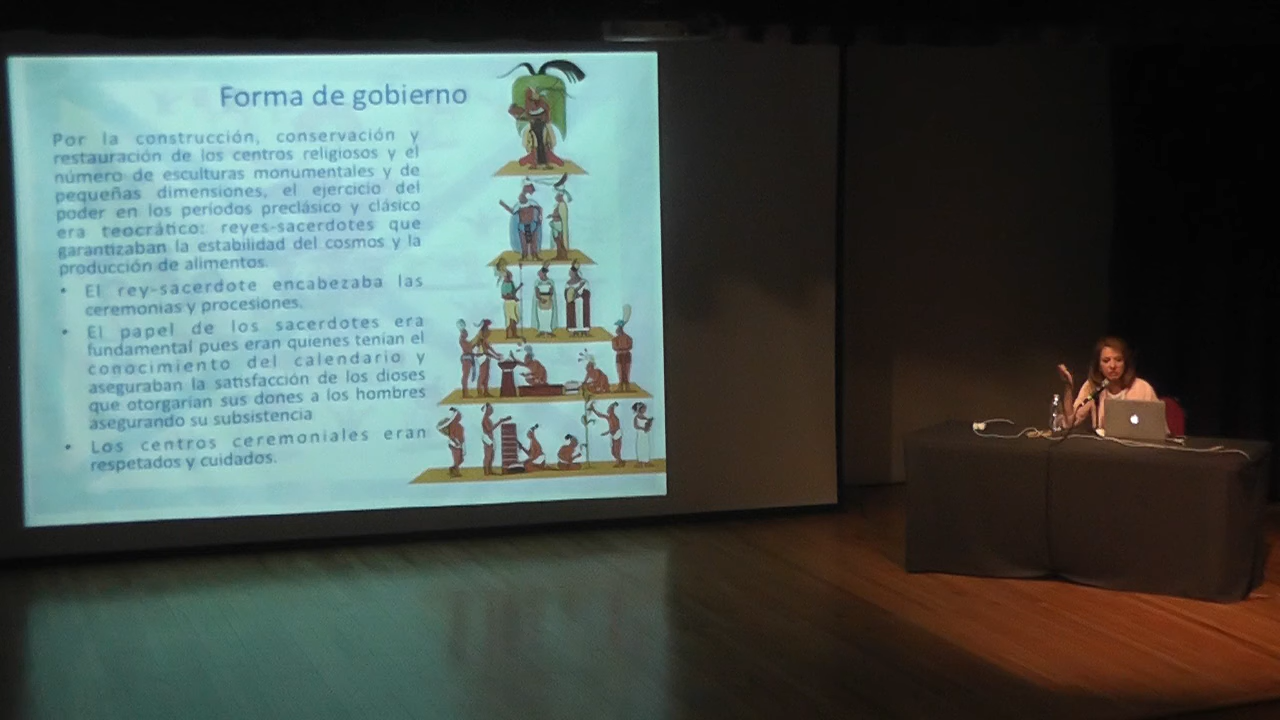 Forma de gobierno
Por la construcción, conservación y
restauración de los centros religiosos y el
número de esculturas monumentales y de
pequeñas dimensiones, el ejercicio del
poder en los periodos preclásico y clásico
era teocrático: reyes-sacerdotes que
garantizaban la estabilidad del cosmos y la
producción de alimentos.
• El rey-sacerdote encabezaba las
ceremonias y procesiones.
• El papel de los sacerdotes era
fundamental pues eran quienes tenían el
conocimiento del calendario y
aseguraban la satisfacción de los dioses
que otorgarían sus dones a los hombres
asegurando su subsistencia
• Los centros ceremoniales eran
respetados y cuidados.